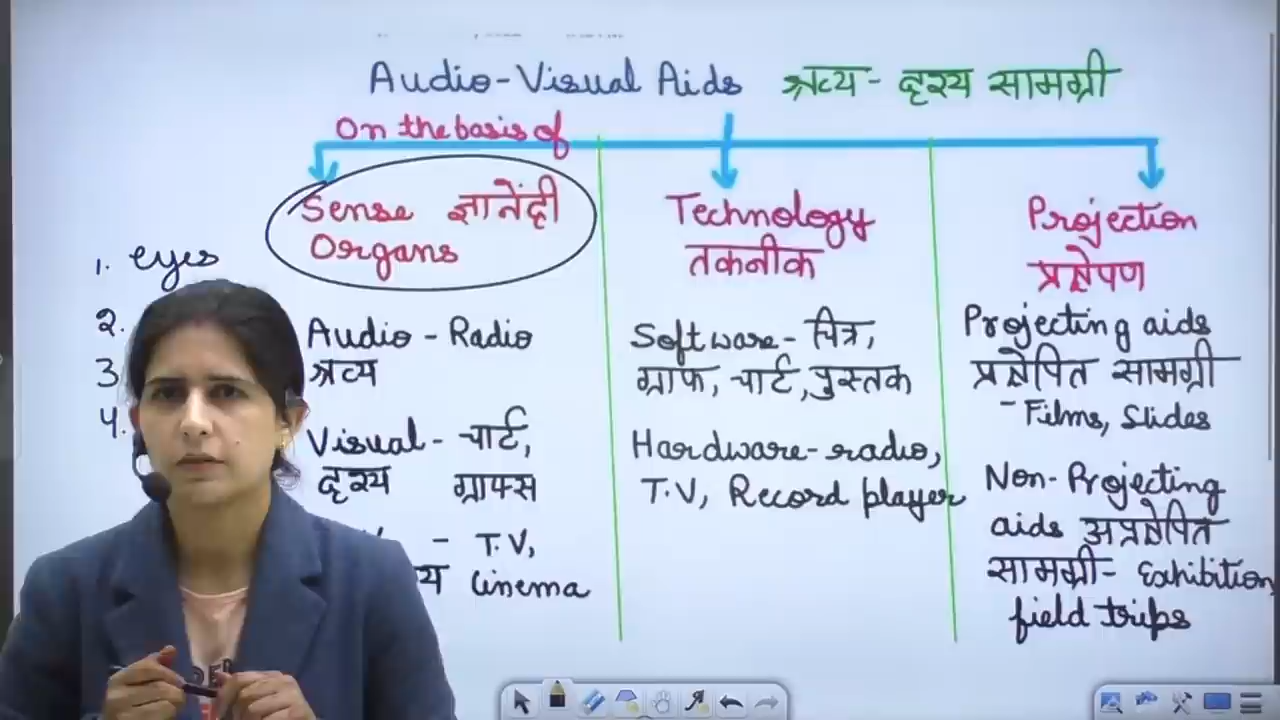 Audio-Visual Aids श्रव्य - दृश्य सामग्री
On the basis of
Sense ज्ञानेंद्री
Organs
1. eyes
2.
3
4.
Audio - Radio
श्रव्य
Visual - चार्ट,
दृश्य ग्राफ्स
- T.V,
Cinema
Technology
तकनीक
Software - चित्र,
ग्राफ, चार्ट, पुस्तक
Hardware - radio,
T.V, Record player
Projection
प्रक्षेपण
Projecting aids
प्रक्षेपित सामग्री
- Films, Slides
Non-Projecting
aids अप्रक्षेपित
सामग्री - Exhibition,
field trips